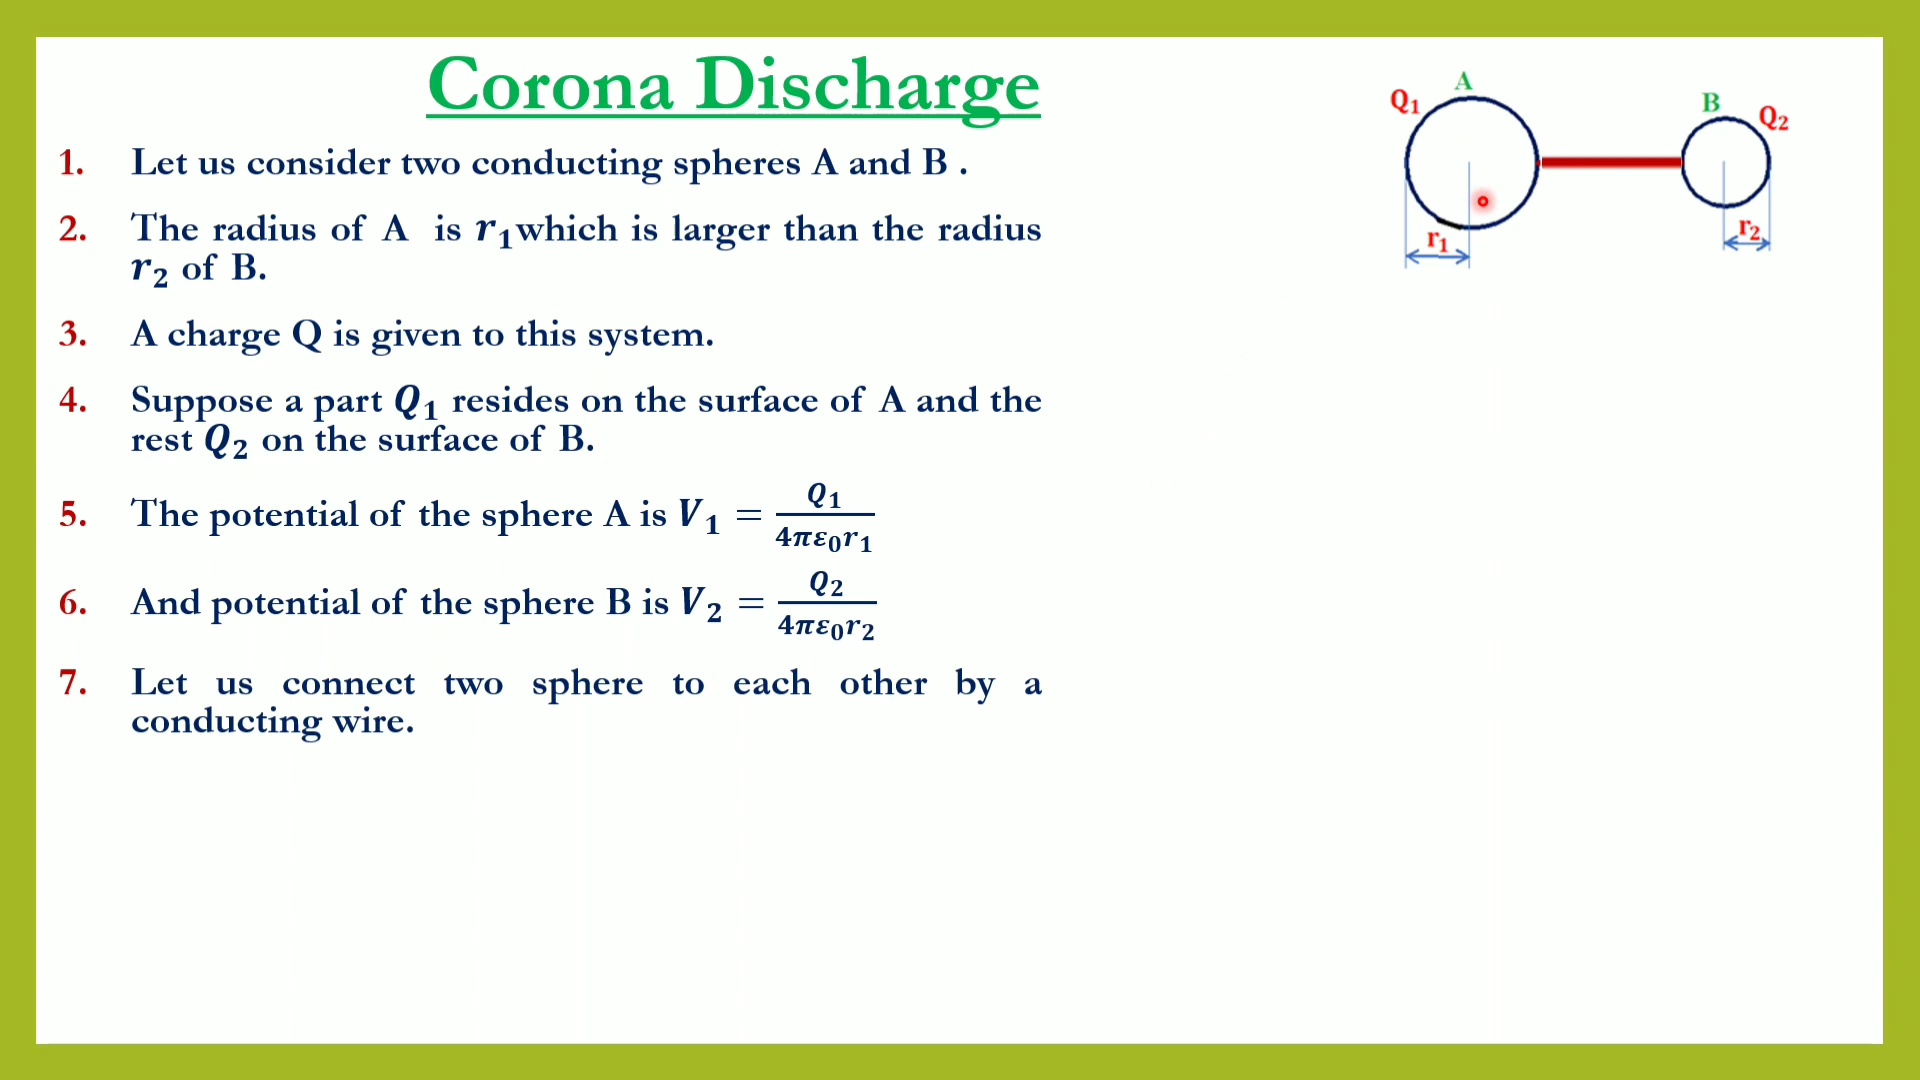 Corona Discharge
1. Let us consider two conducting spheres A and B .
2. The radius of A is r₁which is larger than the radius
r₂ of B.
3. A charge Q is given to this system.
4. Suppose a part Q₁ resides on the surface of A and the
rest Q₂ on the surface of B.
5. The potential of the sphere A is V₁ = Q₁/4πε₀r₁
6. And potential of the sphere B is V₂ = Q₂/4πε₀r₂
7. Let us connect two sphere to each other by a
conducting wire.
A
Q₁
B
Q₂
r₁
r₂